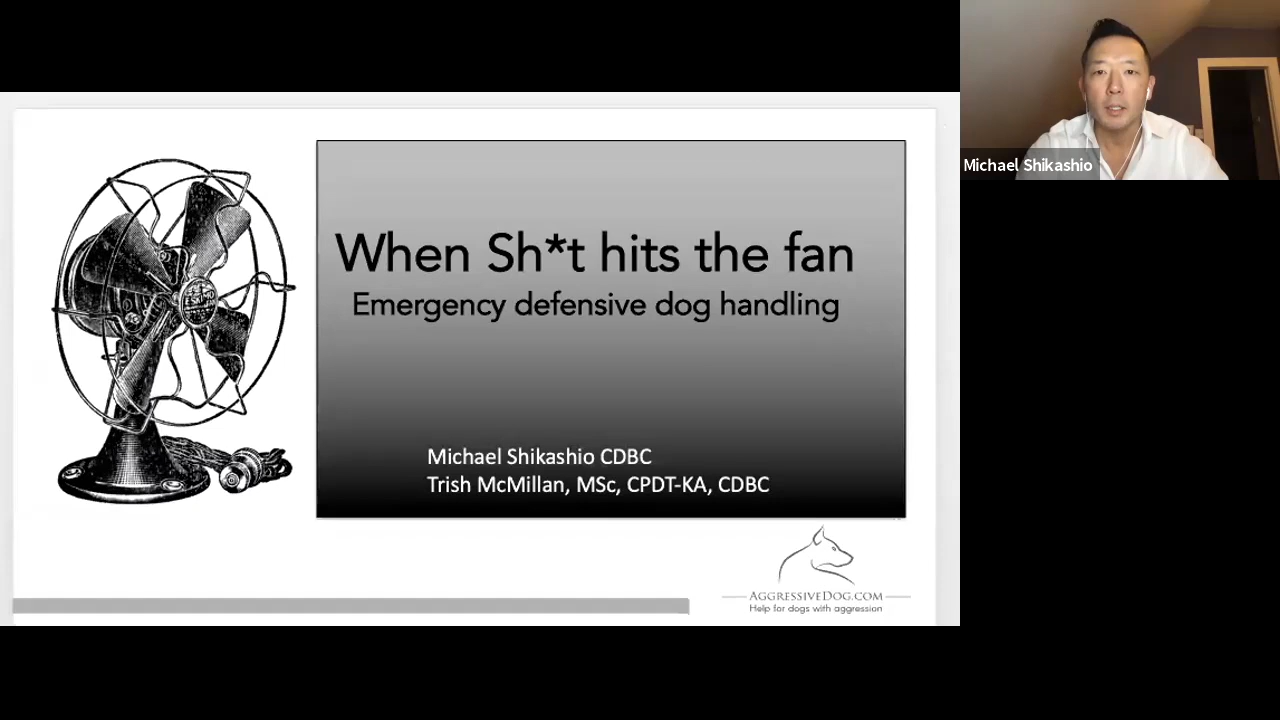 When Sh*t hits the fan
Emergency defensive dog handling
Michael Shikashio CDBC
Trish McMillan, MSc, CPDT-KA, CDBC
AGGRESSIVEDOG.COM
Help for dogs with aggression
Michael Shikashio